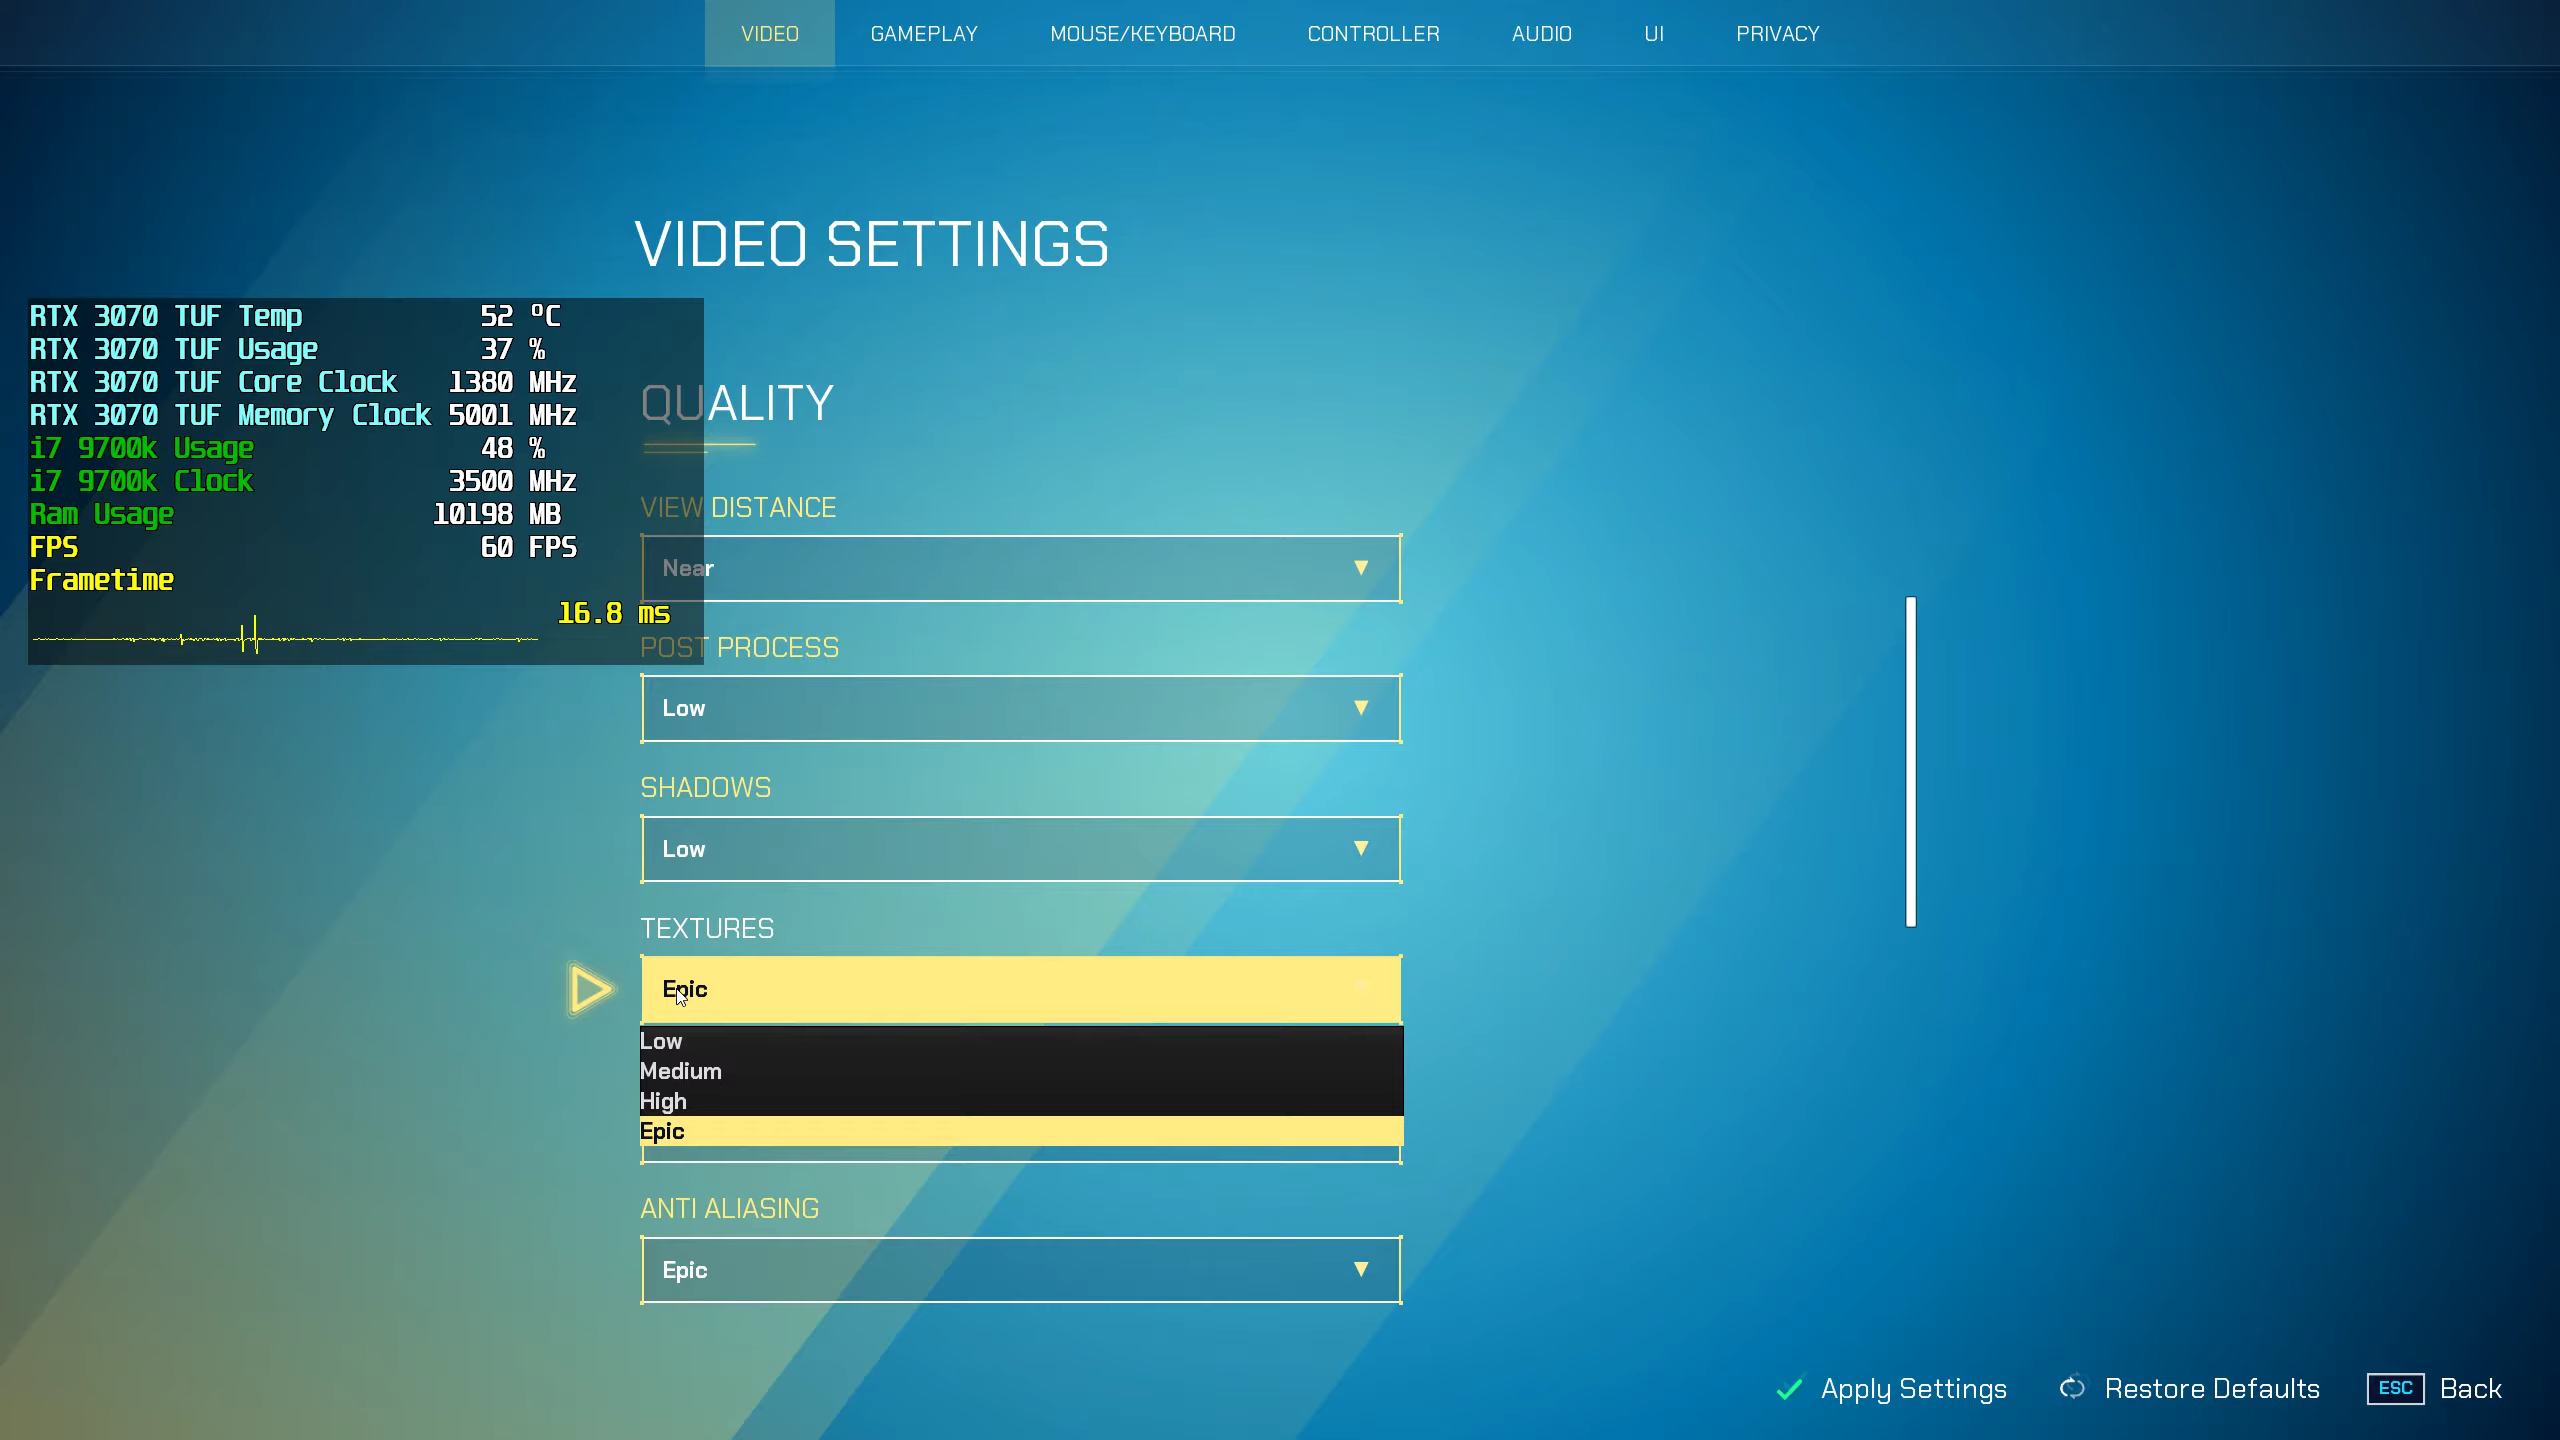 VIDEO GAMEPLAY MOUSE/KEYBOARD CONTROLLER AUDIO UI PRIVACY
VIDEO SETTINGS
RTX 3070 TUF Temp 52 ºC
RTX 3070 TUF Usage 37 %
RTX 3070 TUF Core Clock 1380 MHz
RTX 3070 TUF Memory Clock 5001 MHz
i7 9700k Usage 48 %
i7 9700k Clock 3500 MHz
Ram Usage 10198 MB
FPS 60 FPS
Frametime
16.8 ms
QUALITY
VIEW DISTANCE
Near
POST PROCESS
Low
SHADOWS
Low
TEXTURES
Epic
Low
Medium
High
Epic
ANTI ALIASING
Epic
Apply Settings Restore Defaults ESC Back